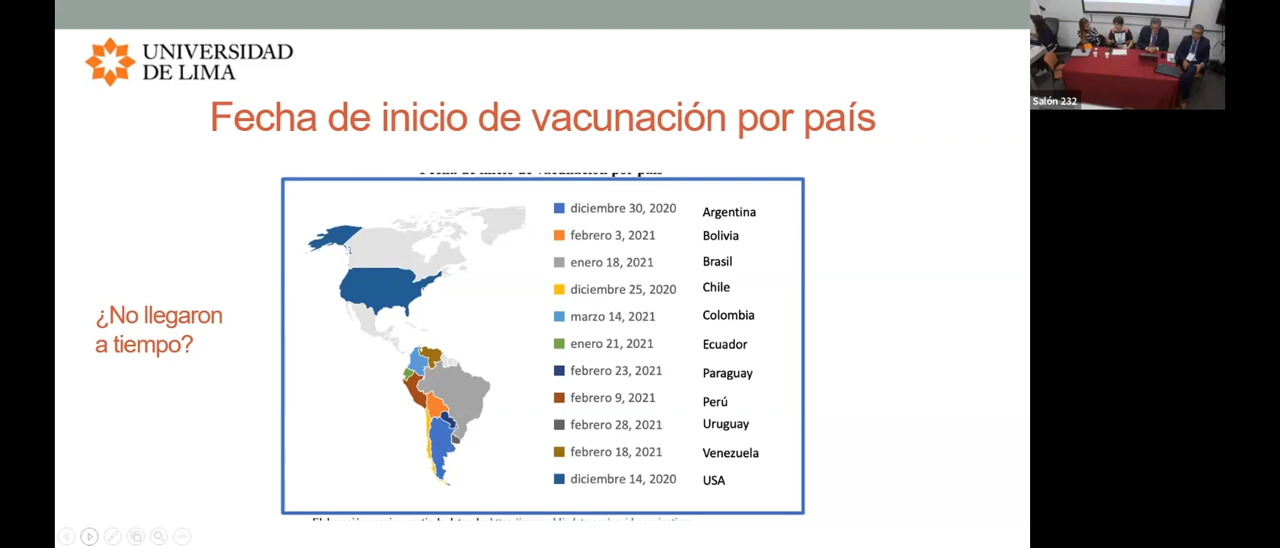 UNIVERSIDAD
DE LIMA
Salón 232
Fecha de inicio de vacunación por país
Fecha de inicio de vacunación por país
¿No llegaron
a tiempo?
diciembre 30, 2020 Argentina
febrero 3, 2021 Bolivia
enero 18, 2021 Brasil
diciembre 25, 2020 Chile
marzo 14, 2021 Colombia
enero 21, 2021 Ecuador
febrero 23, 2021 Paraguay
febrero 9, 2021 Perú
febrero 28, 2021 Uruguay
febrero 18, 2021 Venezuela
diciembre 14, 2020 USA